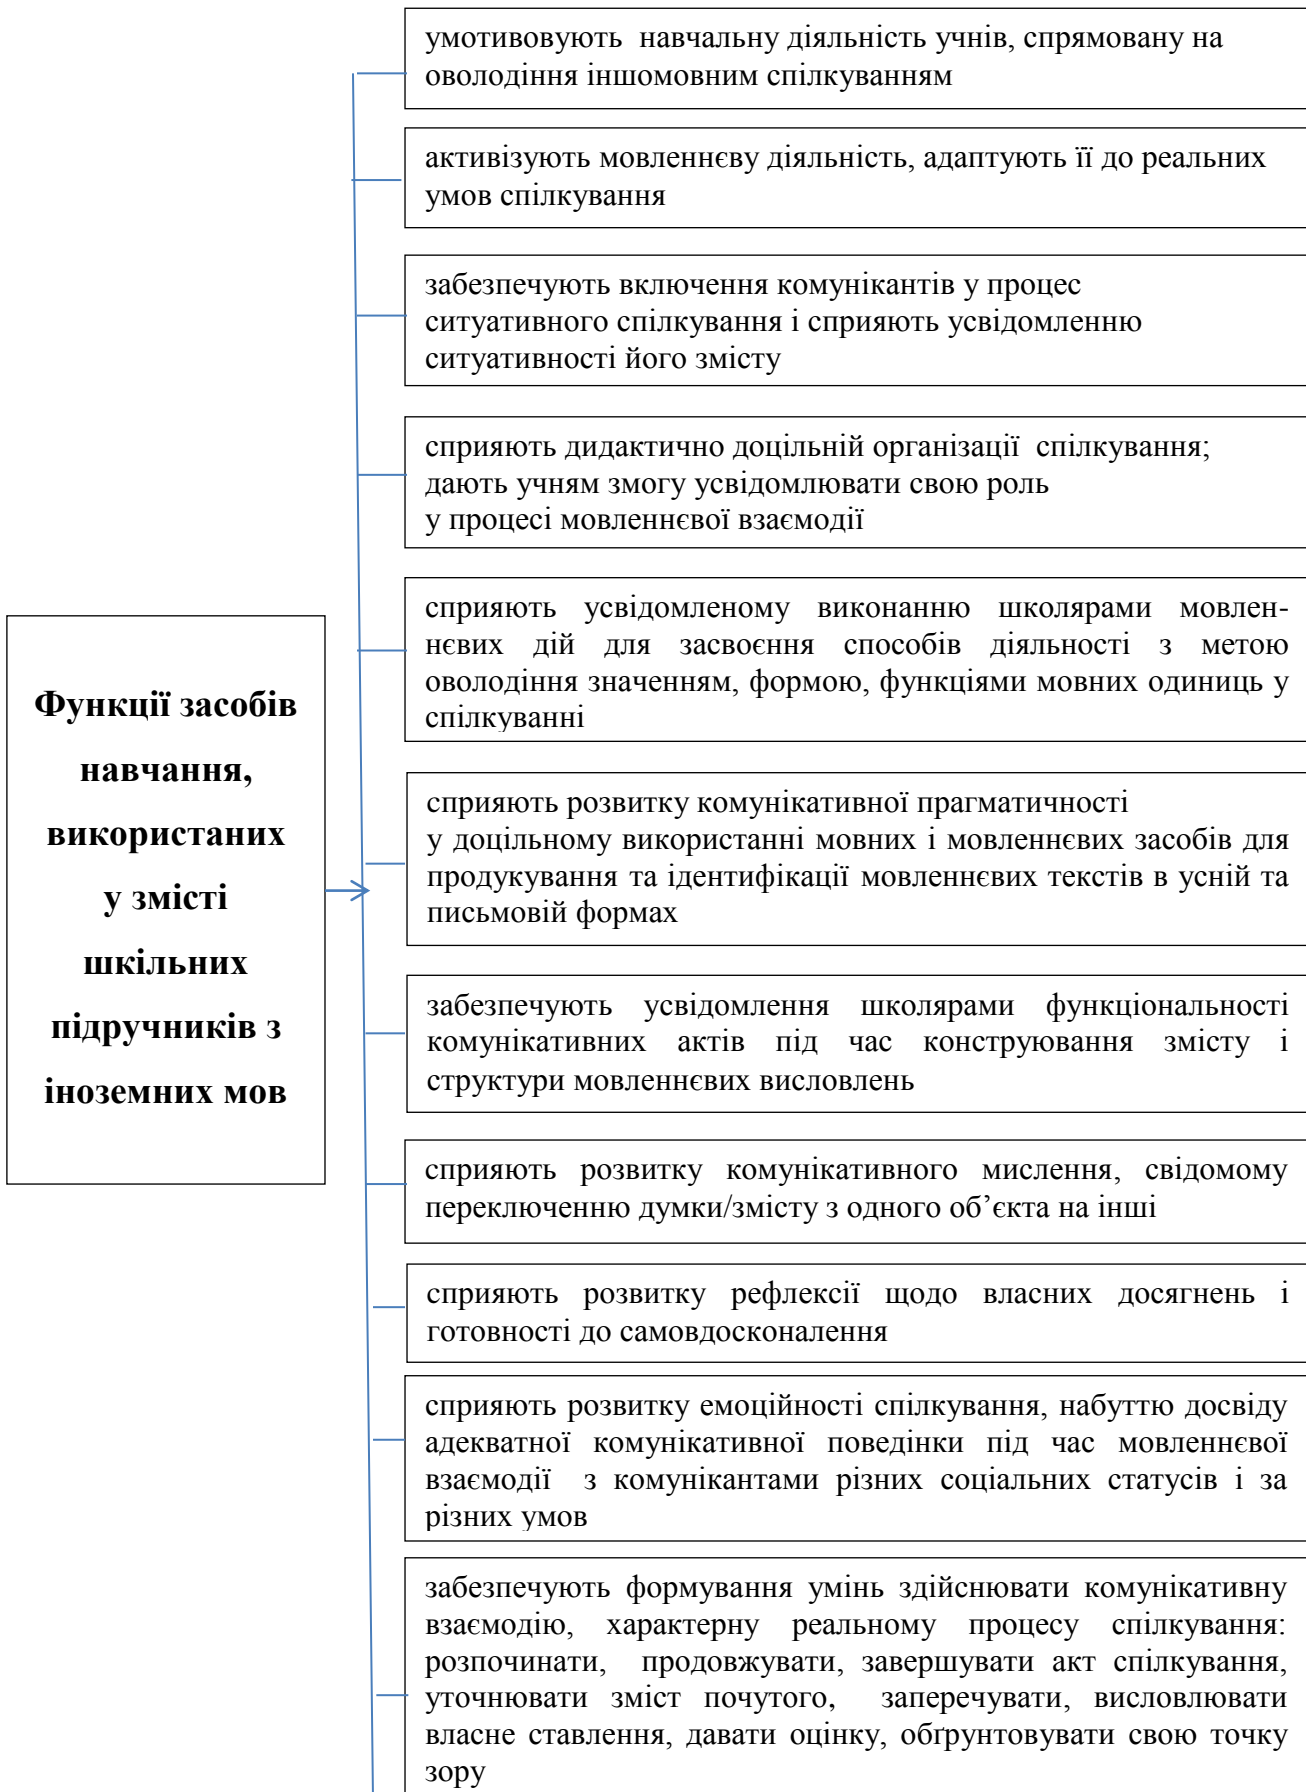 умотивовують навчальну діяльність учнів, спрямовану на
оволодіння іншомовним спілкуванням
активізують мовленнєву діяльність, адаптують її до реальних
умов спілкування
забезпечують включення комунікантів у процес
ситуативного спілкування і сприяють усвідомленню
ситуативності його змісту
сприяють дидактично доцільній організації спілкування;
дають учням змогу усвідомлювати свою роль
у процесі мовленнєвої взаємодії
сприяють усвідомленому виконанню школярами мовлен-
нєвих дій для засвоєння способів діяльності з метою
оволодіння значенням, формою, функціями мовних одиниць у
спілкуванні
Функції засобів
навчання,
використаних
у змісті
шкільних
підручників з
іноземних мов
сприяють розвитку комунікативної прагматичності
у доцільному використанні мовних і мовленнєвих засобів для
продукування та ідентифікації мовленнєвих текстів в усній та
письмовій формах
забезпечують усвідомлення школярами функціональності
комунікативних актів під час конструювання змісту і
структури мовленнєвих висловлень
сприяють розвитку комунікативного мислення, свідомому
переключенню думки/змісту з одного об’єкта на інші
сприяють розвитку рефлексії щодо власних досягнень і
готовності до самовдосконалення
сприяють розвитку емоційності спілкування, набуттю досвіду
адекватної комунікативної поведінки під час мовленнєвої
взаємодії з комунікантами різних соціальних статусів і за
різних умов
забезпечують формування умінь здійснювати комунікативну
взаємодію, характерну реальному процесу спілкування:
розпочинати, продовжувати, завершувати акт спілкування,
уточнювати зміст почутого, заперечувати, висловлювати
власне ставлення, давати оцінку, обґрунтовувати свою точку
зору